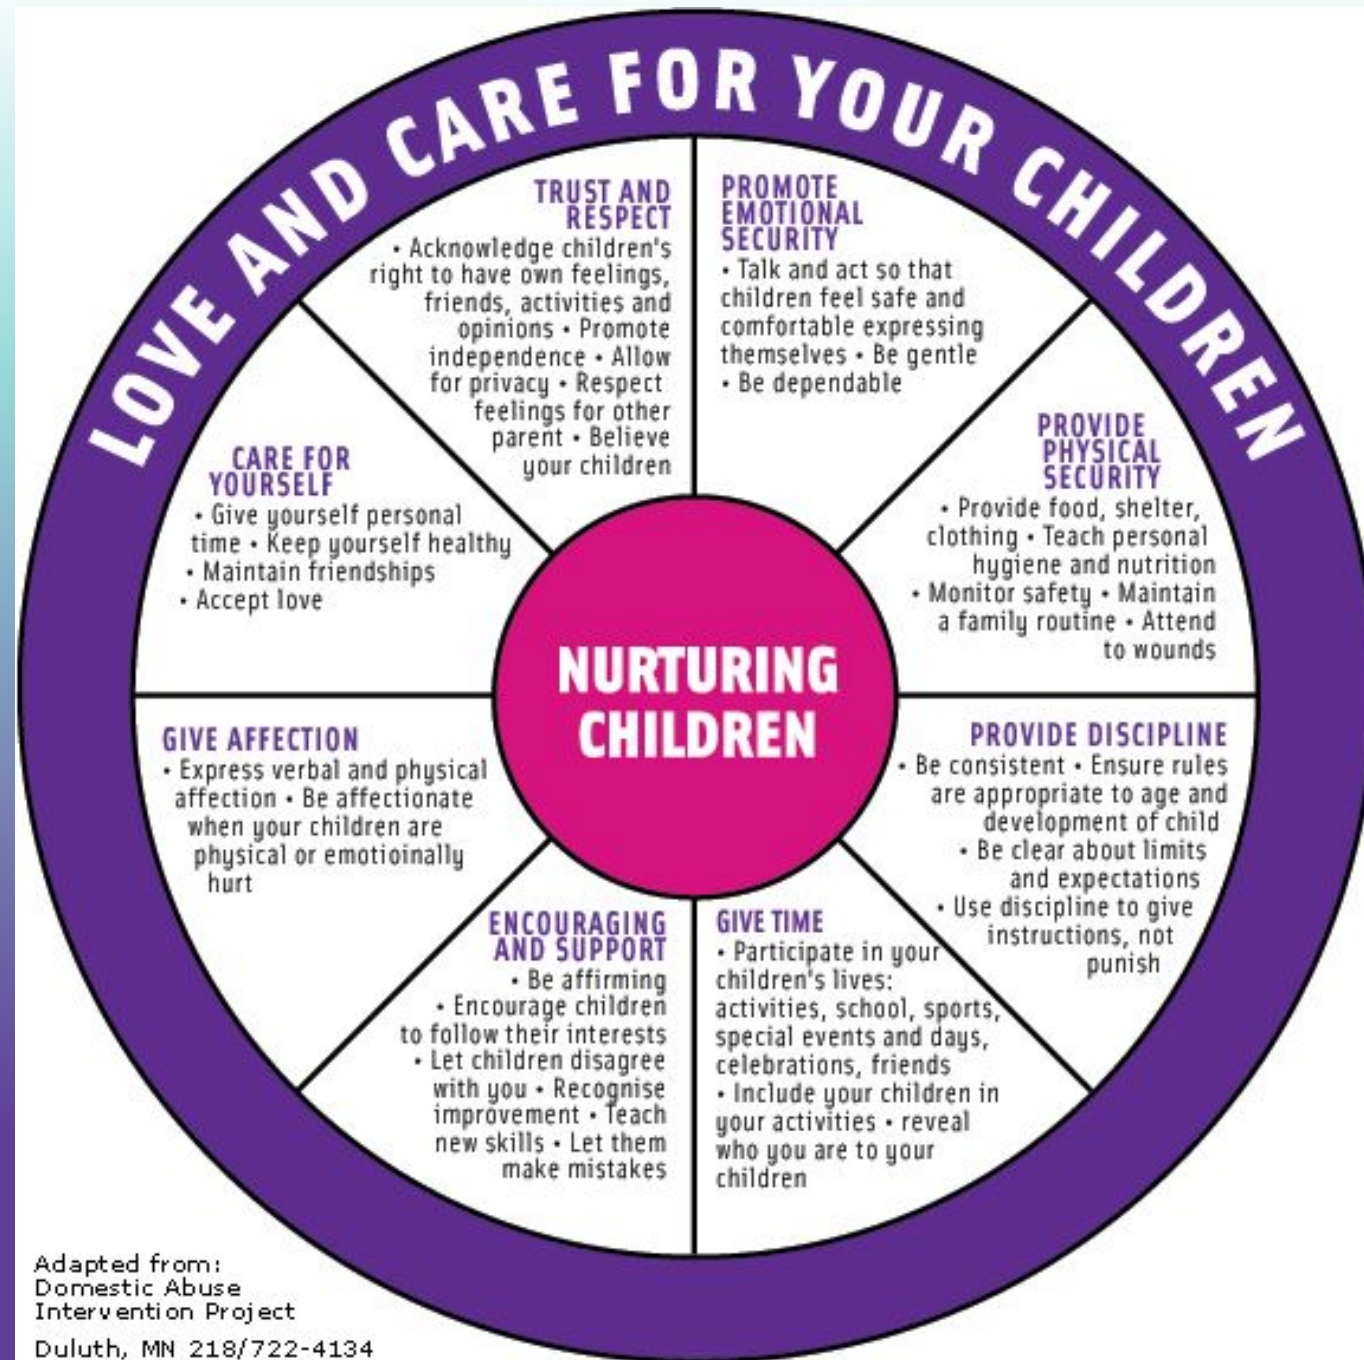 LOVE AND CARE FOR YOUR CHILDREN
TRUST AND
RESPECT
• Acknowledge children's
right to have own feelings,
friends, activities and
opinions • Promote
independence • Allow
for privacy • Respect
feelings for other
parent • Believe
your children
PROMOTE
EMOTIONAL
SECURITY
• Talk and act so that
children feel safe and
comfortable expressing
themselves • Be gentle
• Be dependable
PROVIDE
PHYSICAL
SECURITY
• Provide food, shelter,
clothing • Teach personal
hygiene and nutrition
• Monitor safety • Maintain
a family routine • Attend
to wounds
PROVIDE DISCIPLINE
• Be consistent • Ensure rules
are appropriate to age and
development of child
• Be clear about limits
and expectations
• Use discipline to give
instructions, not
punish
GIVE TIME
• Participate in your
children's lives:
activities, school, sports,
special events and days,
celebrations, friends
• Include your children in
your activities • reveal
who you are to your
children
ENCOURAGING
AND SUPPORT
• Be affirming
• Encourage children
to follow their interests
• Let children disagree
with you • Recognise
improvement • Teach
new skills • Let them
make mistakes
GIVE AFFECTION
• Express verbal and physical
affection • Be affectionate
when your children are
physical or emotioinally
hurt
CARE FOR
YOURSELF
• Give yourself personal
time • Keep yourself healthy
• Maintain friendships
• Accept love
NURTURING
CHILDREN
Adapted from:
Domestic Abuse
Intervention Project
Duluth, MN 218/722-4134